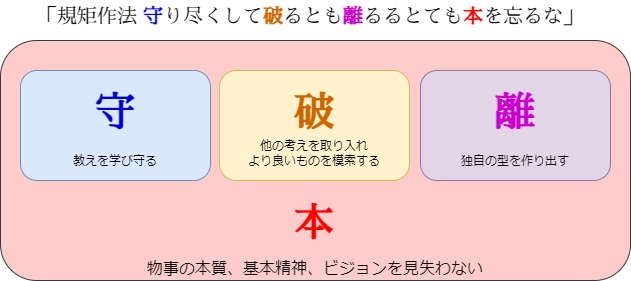 「規矩作法 守り尽くして破るとも離るるとても本を忘るな」
守
教えを学び守る
破
他の考えを取り入れ
より良いものを模索する
離
独自の型を作り出す
本
物事の本質、基本精神、ビジョンを見失わない